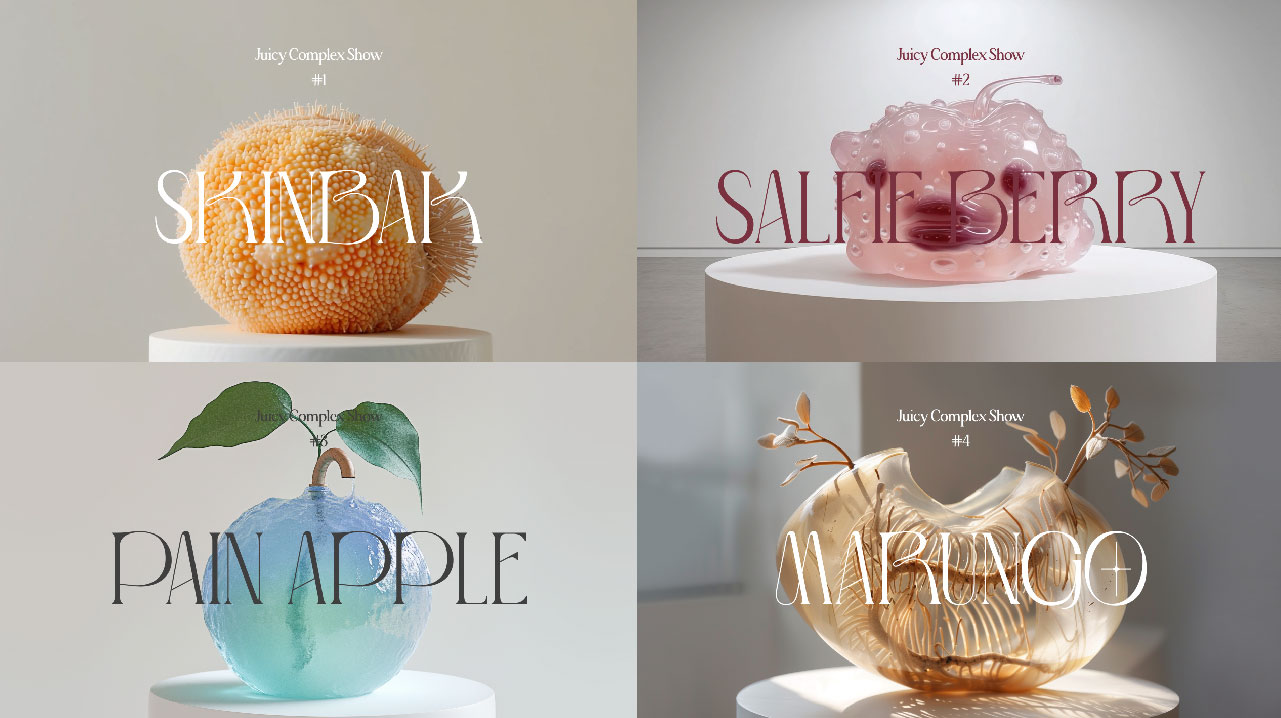 Juicy Complex Show
#1
SKINBAK
Juicy Complex Show
#2
SALFIE BERRY
Juicy Complex Show
#3
PAIN APPLE
Juicy Complex Show
#4
MARUNGO